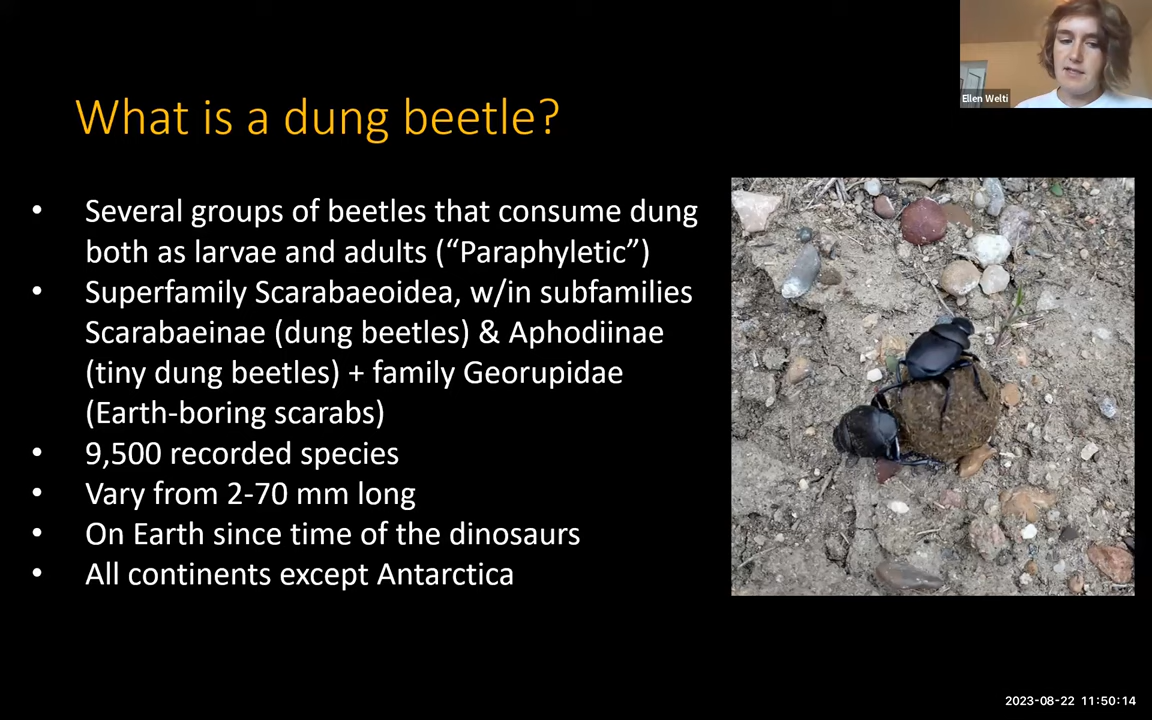 Ellen Welti
What is a dung beetle?
• Several groups of beetles that consume dung
both as larvae and adults (“Paraphyletic”)
• Superfamily Scarabaeoidea, w/in subfamilies
Scarabaeinae (dung beetles) & Aphodiinae
(tiny dung beetles) + family Georupidae
(Earth-boring scarabs)
• 9,500 recorded species
• Vary from 2-70 mm long
• On Earth since time of the dinosaurs
• All continents except Antarctica
2023-08-22 11:50:14